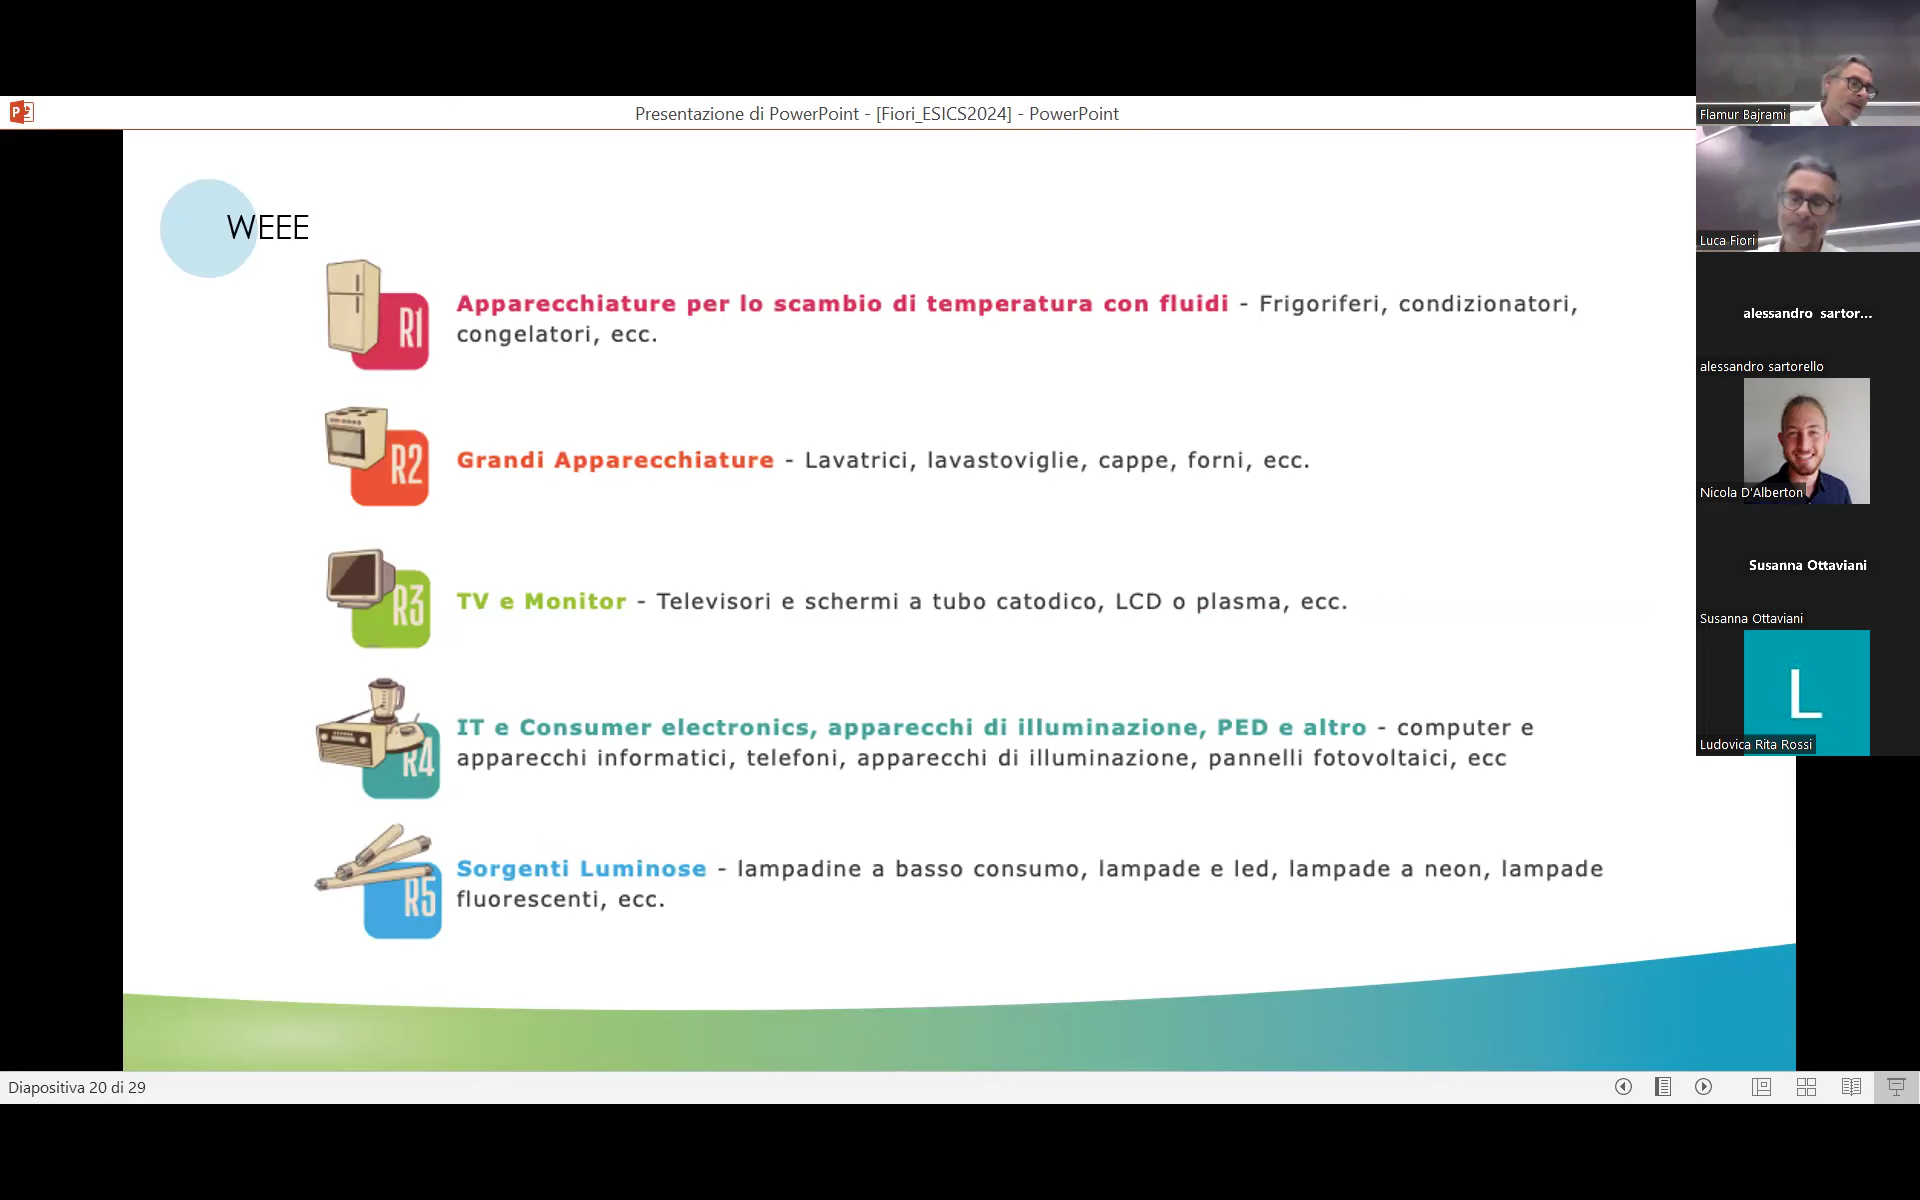 Presentazione di PowerPoint - [Fiori_ESICS2024] - PowerPoint
WEEE
R1
Apparecchiature per lo scambio di temperatura con fluidi - Frigoriferi, condizionatori,
congelatori, ecc.
R2
Grandi Apparecchiature - Lavatrici, lavastoviglie, cappe, forni, ecc.
R3
TV e Monitor - Televisori e schermi a tubo catodico, LCD o plasma, ecc.
R4
IT e Consumer electronics, apparecchi di illuminazione, PED e altro - computer e
apparecchi informatici, telefoni, apparecchi di illuminazione, pannelli fotovoltaici, ecc
R5
Sorgenti Luminose - lampadine a basso consumo, lampade e led, lampade a neon, lampade
fluorescenti, ecc.
Diapositiva 20 di 29
Flamur Bajrami
Luca Fiori
alessandro sartor...
alessandro sartorello
Nicola D'Alberton
Susanna Ottaviani
Susanna Ottaviani
L
Ludovica Rita Rossi